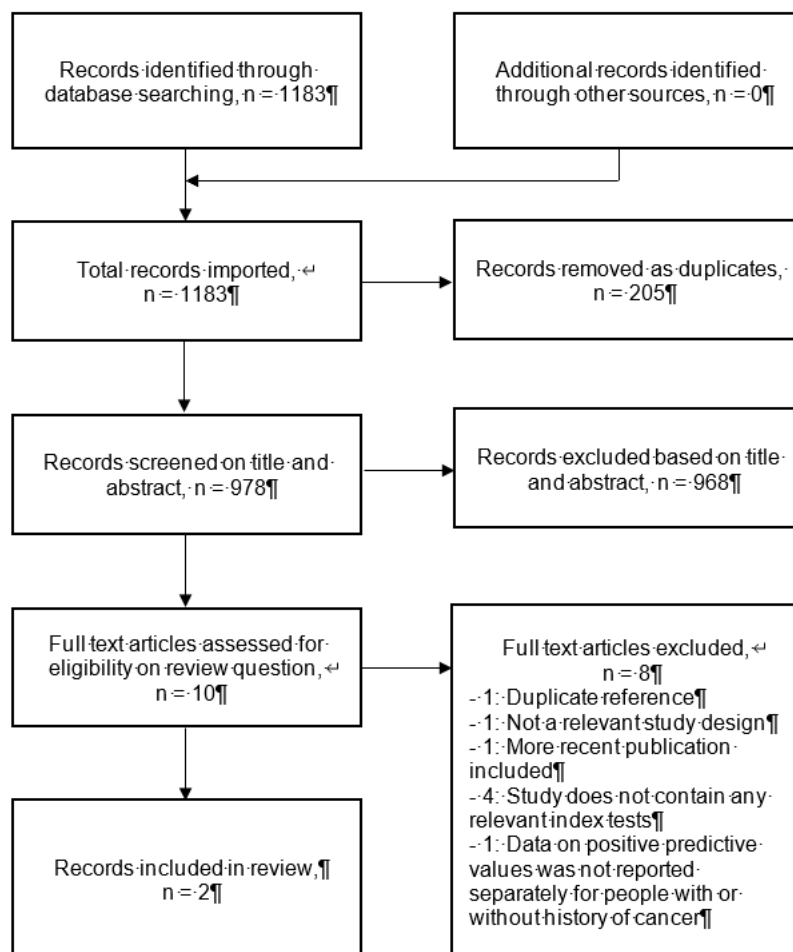 Records·identified·through·
database·searching,·n·=·1183¶
Additional·records·identified·
through·other·sources,·n·=·0¶
Total·records·imported,·↵
n·=·1183¶
Records·removed·as·duplicates,·
n·=·205¶
Records·screened·on·title·and·
abstract,·n·=·978¶
Records·excluded·based·on·title·
and·abstract,·n·=·968¶
Full·text·articles·assessed·for·
eligibility·on·review·question,·↵
n·=·10¶
Full·text·articles·excluded,·↵
n·=·8¶
-·1:·Duplicate·reference¶
-·1:·Not·a·relevant·study·design¶
-·1:·More·recent·publication·
included¶
-·4:·Study·does·not·contain·any·
relevant·index·tests¶
-·1:·Data·on·positive·predictive·
values·was·not·reported·
separately·for·people·with·or·
without·history·of·cancer¶
Records·included·in·review,¶
n·=·2¶